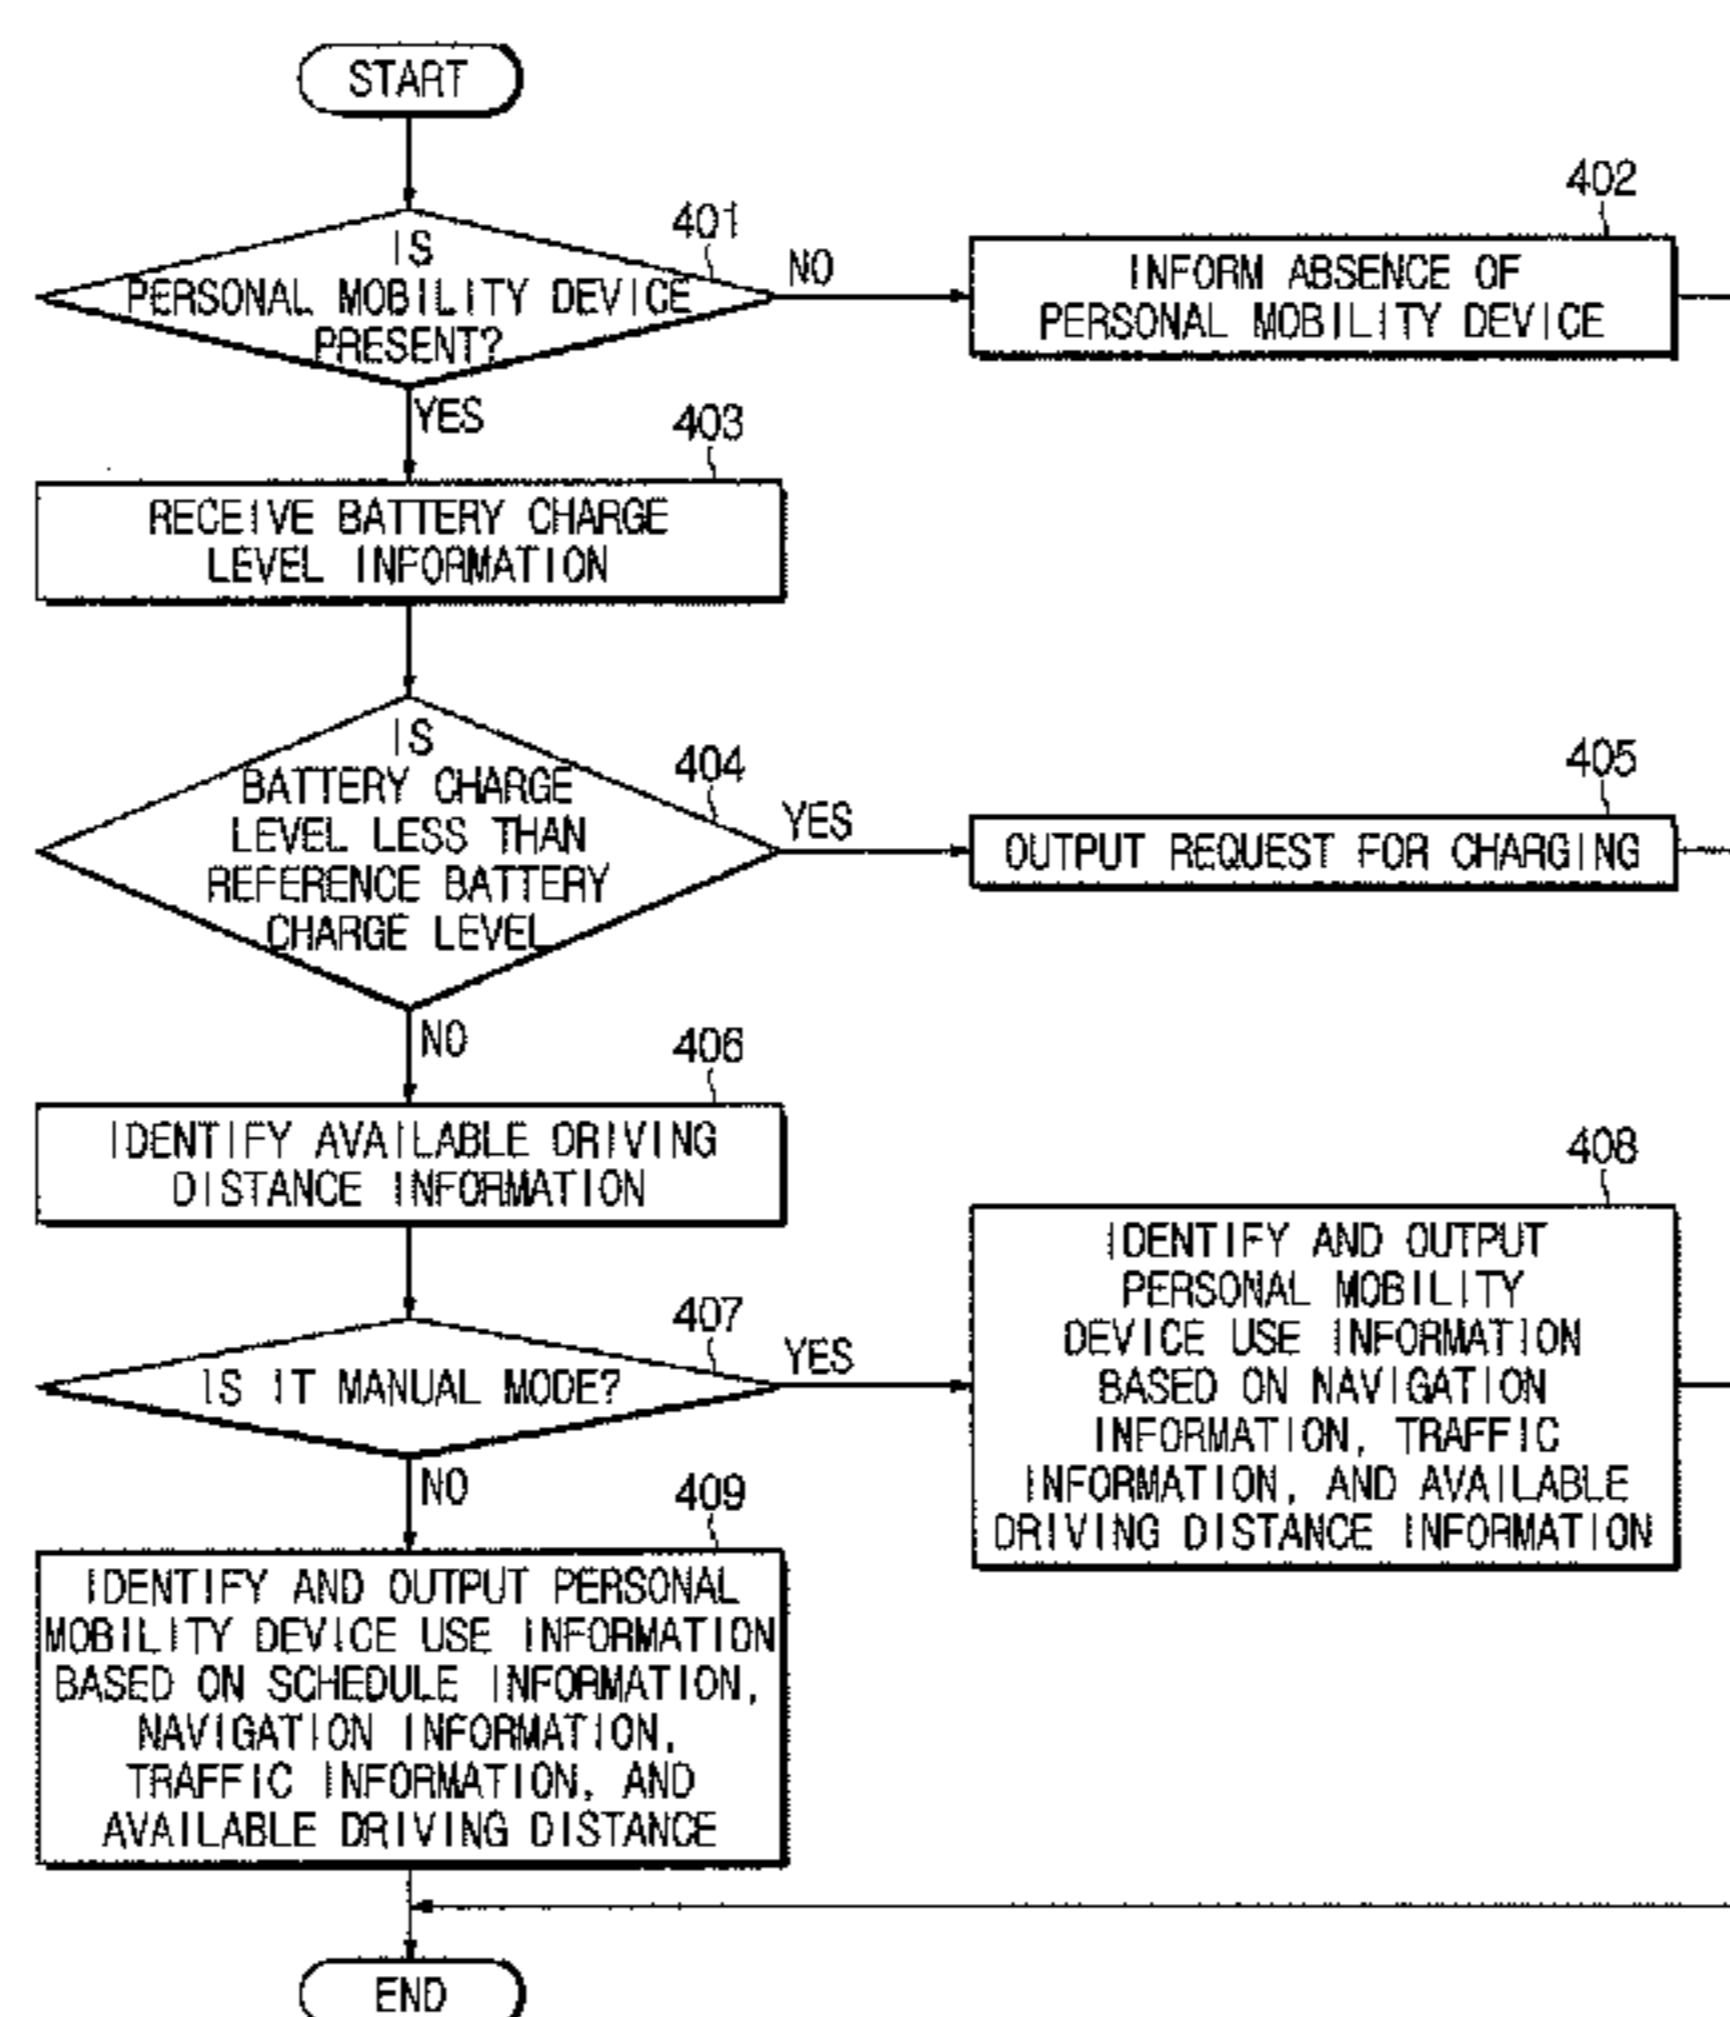 START
401
IS
PERSONAL MOBILITY DEVICE
PRESENT?
NO
402
INFORM ABSENCE OF
PERSONAL MOBILITY DEVICE
YES
403
RECEIVE BATTERY CHARGE
LEVEL INFORMATION
404
IS
BATTERY CHARGE
LEVEL LESS THAN
REFERENCE BATTERY
CHARGE LEVEL
YES
405
OUTPUT REQUEST FOR CHARGING
NO
406
IDENTIFY AVAILABLE DRIVING
DISTANCE INFORMATION
407
IS IT MANUAL MODE?
YES
408
IDENTIFY AND OUTPUT
PERSONAL MOBILITY
DEVICE USE INFORMATION
BASED ON NAVIGATION
INFORMATION, TRAFFIC
INFORMATION, AND AVAILABLE
DRIVING DISTANCE INFORMATION
NO
409
IDENTIFY AND OUTPUT PERSONAL
MOBILITY DEVICE USE INFORMATION
BASED ON SCHEDULE INFORMATION,
NAVIGATION INFORMATION,
TRAFFIC INFORMATION, AND
AVAILABLE DRIVING DISTANCE
END